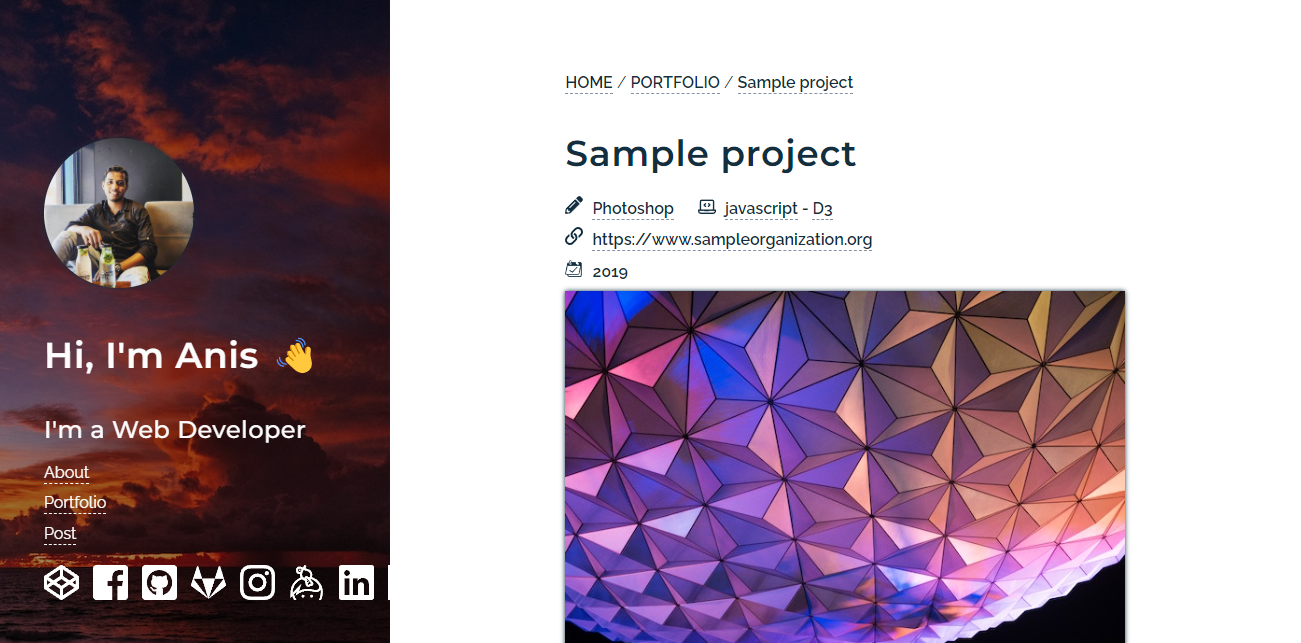 Hi, I'm Anis 👋
I'm a Web Developer
About
Portfolio
Post
HOME / PORTFOLIO / Sample project
Sample project
Photoshop javascript - D3
https://www.sampleorganization.org
2019